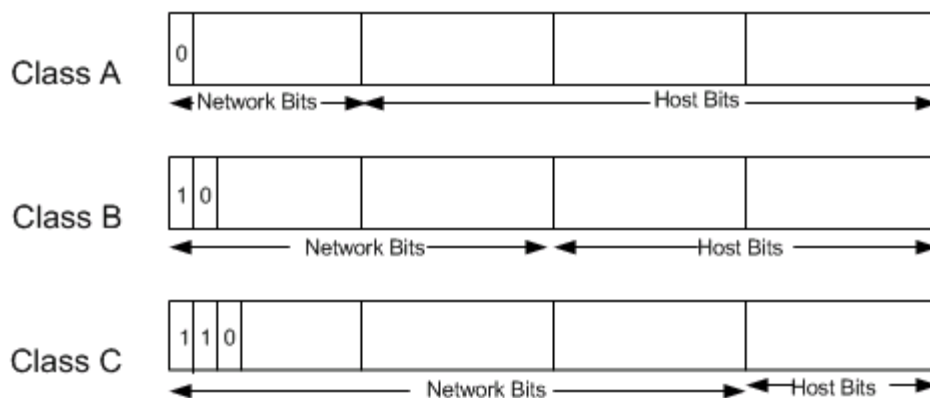 0
Class A
Network Bits Host Bits
1 0
Class B
Network Bits Host Bits
1 1 0
Class C
Network Bits Host Bits